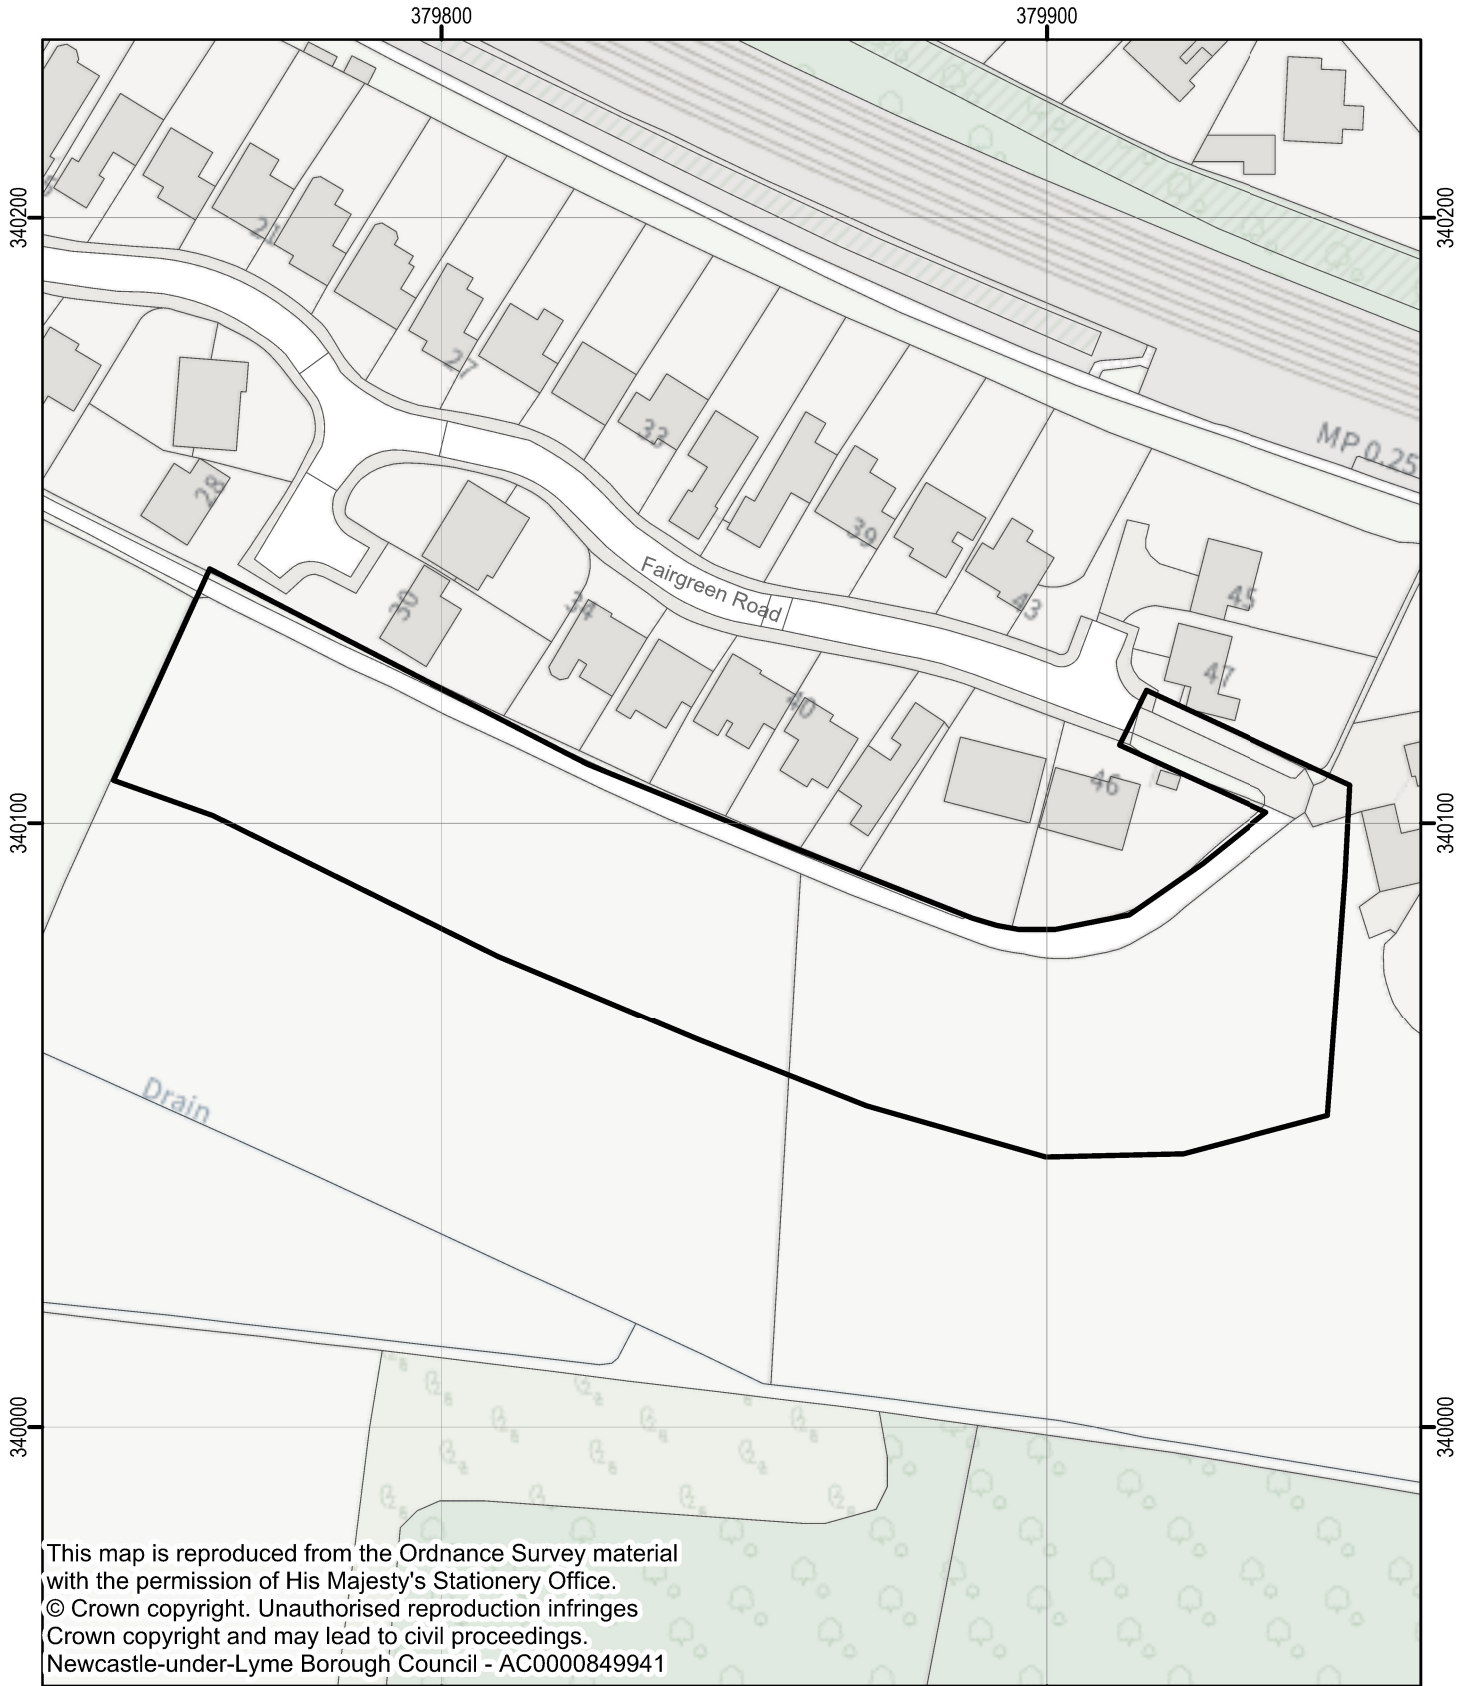 379800
379900
340200
340200
21
27
33
MP 0.25
28
39
Fairgreen Road
45
43
30
34
47
40
46
340100
340100
Drain
340000
340000
This map is reproduced from the Ordnance Survey material
with the permission of His Majesty's Stationery Office.
© Crown copyright. Unauthorised reproduction infringes
Crown copyright and may lead to civil proceedings.
Newcastle-under-Lyme Borough Council - AC0000849941